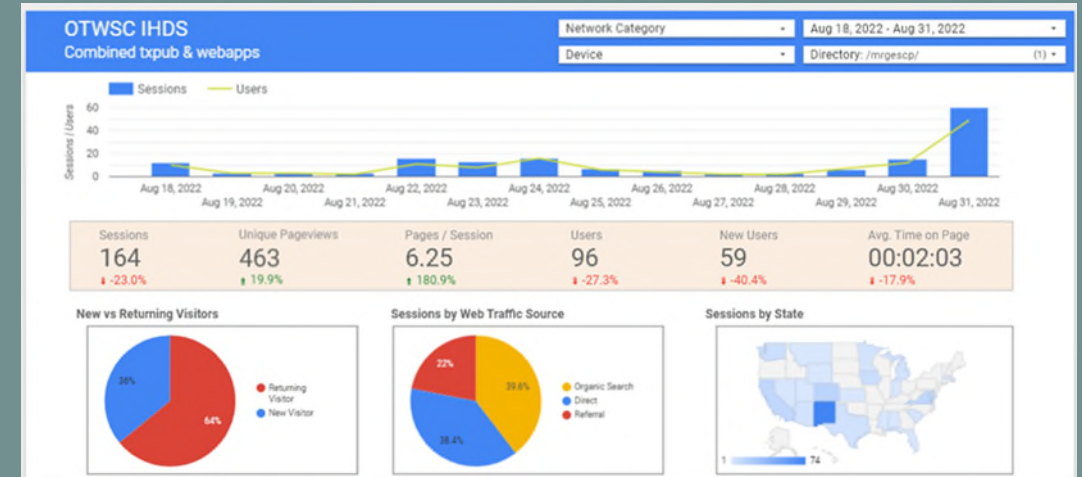 OTWSC IHDS
Combined txpub & webapps
Network Category
Aug 18, 2022 - Aug 31, 2022
Device
Directory: /mrgescp/ (1)
Sessions Users
Sessions / Users
60
40
20
0
Aug 18, 2022 Aug 20, 2022 Aug 22, 2022 Aug 24, 2022 Aug 26, 2022 Aug 28, 2022 Aug 30, 2022
Aug 19, 2022 Aug 21, 2022 Aug 23, 2022 Aug 25, 2022 Aug 27, 2022 Aug 29, 2022 Aug 31, 2022
Sessions Unique Pageviews Pages / Session Users New Users Avg. Time on Page
164 463 6.25 96 59 00:02:03
-23.0% 19.9% 180.9% -27.3% -40.4% -17.9%
New vs Returning Visitors
36%
64%
Returning
Visitor
New Visitor
Sessions by Web Traffic Source
22%
39.6%
38.4%
Organic Search
Direct
Referral
Sessions by State
1 74